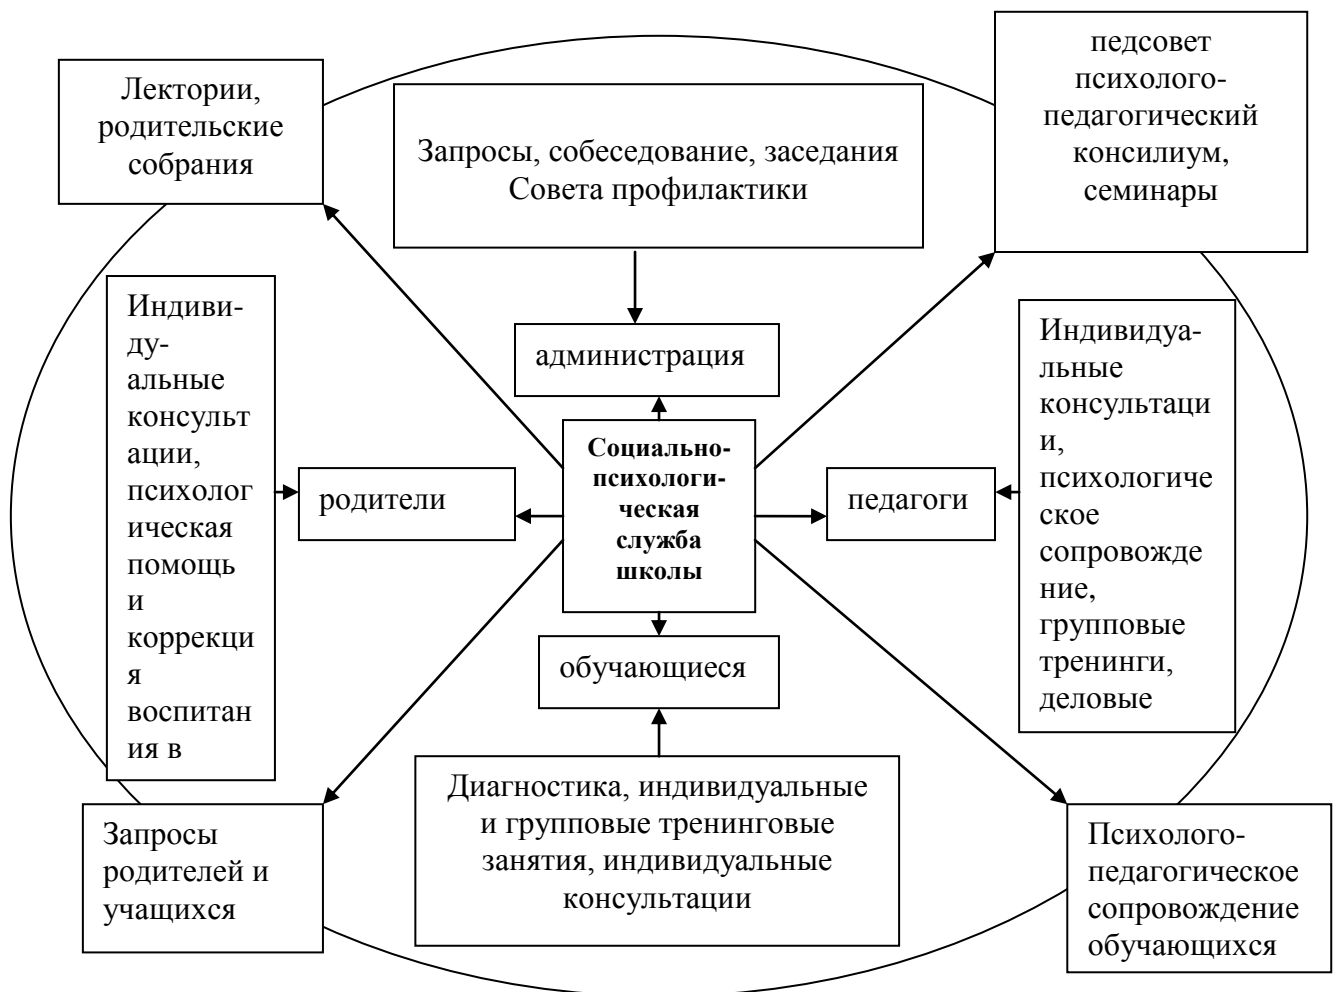 Лектории,
родительские
собрания
Запросы, собеседование, заседания
Совета профилактики
педсовет
психолого-
педагогический
консилиум,
семинары
Индиви-
ду-
альные
консульт
ации,
психолог
ическая
помощь
и
коррекци
я
воспитан
ия в
администрация
Индивидуа-
льные
консультаци
и,
психологиче
ское
сопровожде
ние,
групповые
тренинги,
деловые
родители
Социально-
психологи-
ческая
служба
школы
педагоги
обучающиеся
Запросы
родителей и
учащихся
Диагностика, индивидуальные
и групповые тренинговые
занятия, индивидуальные
консультации
Психолого-
педагогическое
сопровождение
обучающихся